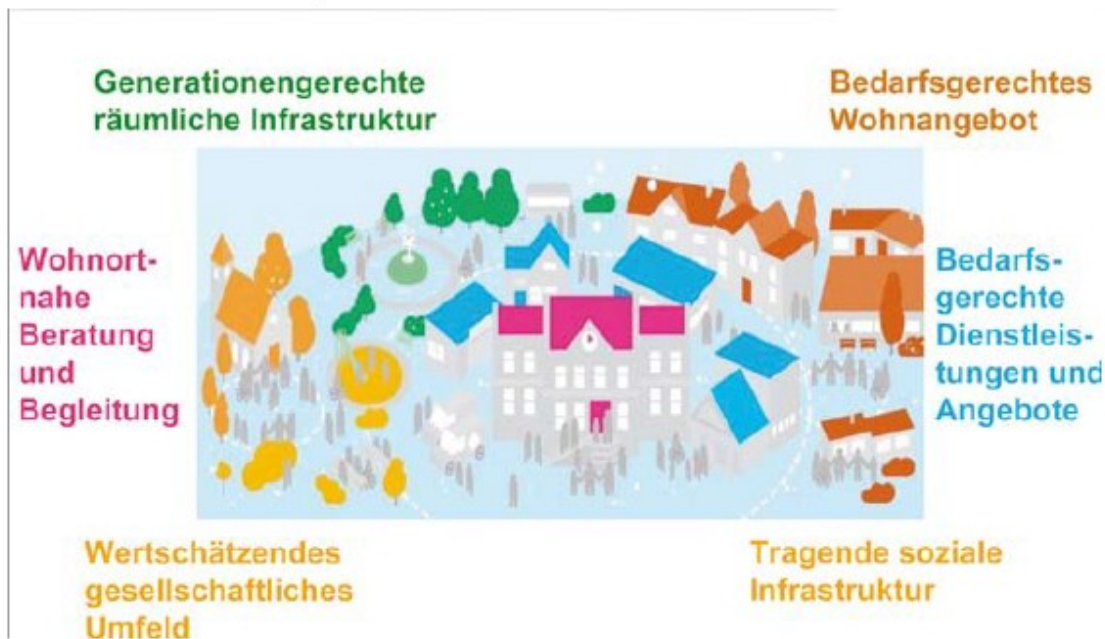 Generationengerechte
räumliche Infrastruktur
Bedarfsgerechtes
Wohnangebot
Wohnort-
nahe
Beratung
und
Begleitung
Bedarfs-
gerechte
Dienstleis-
tungen und
Angebote
Wertschätzendes
gesellschaftliches
Umfeld
Tragende soziale
Infrastruktur